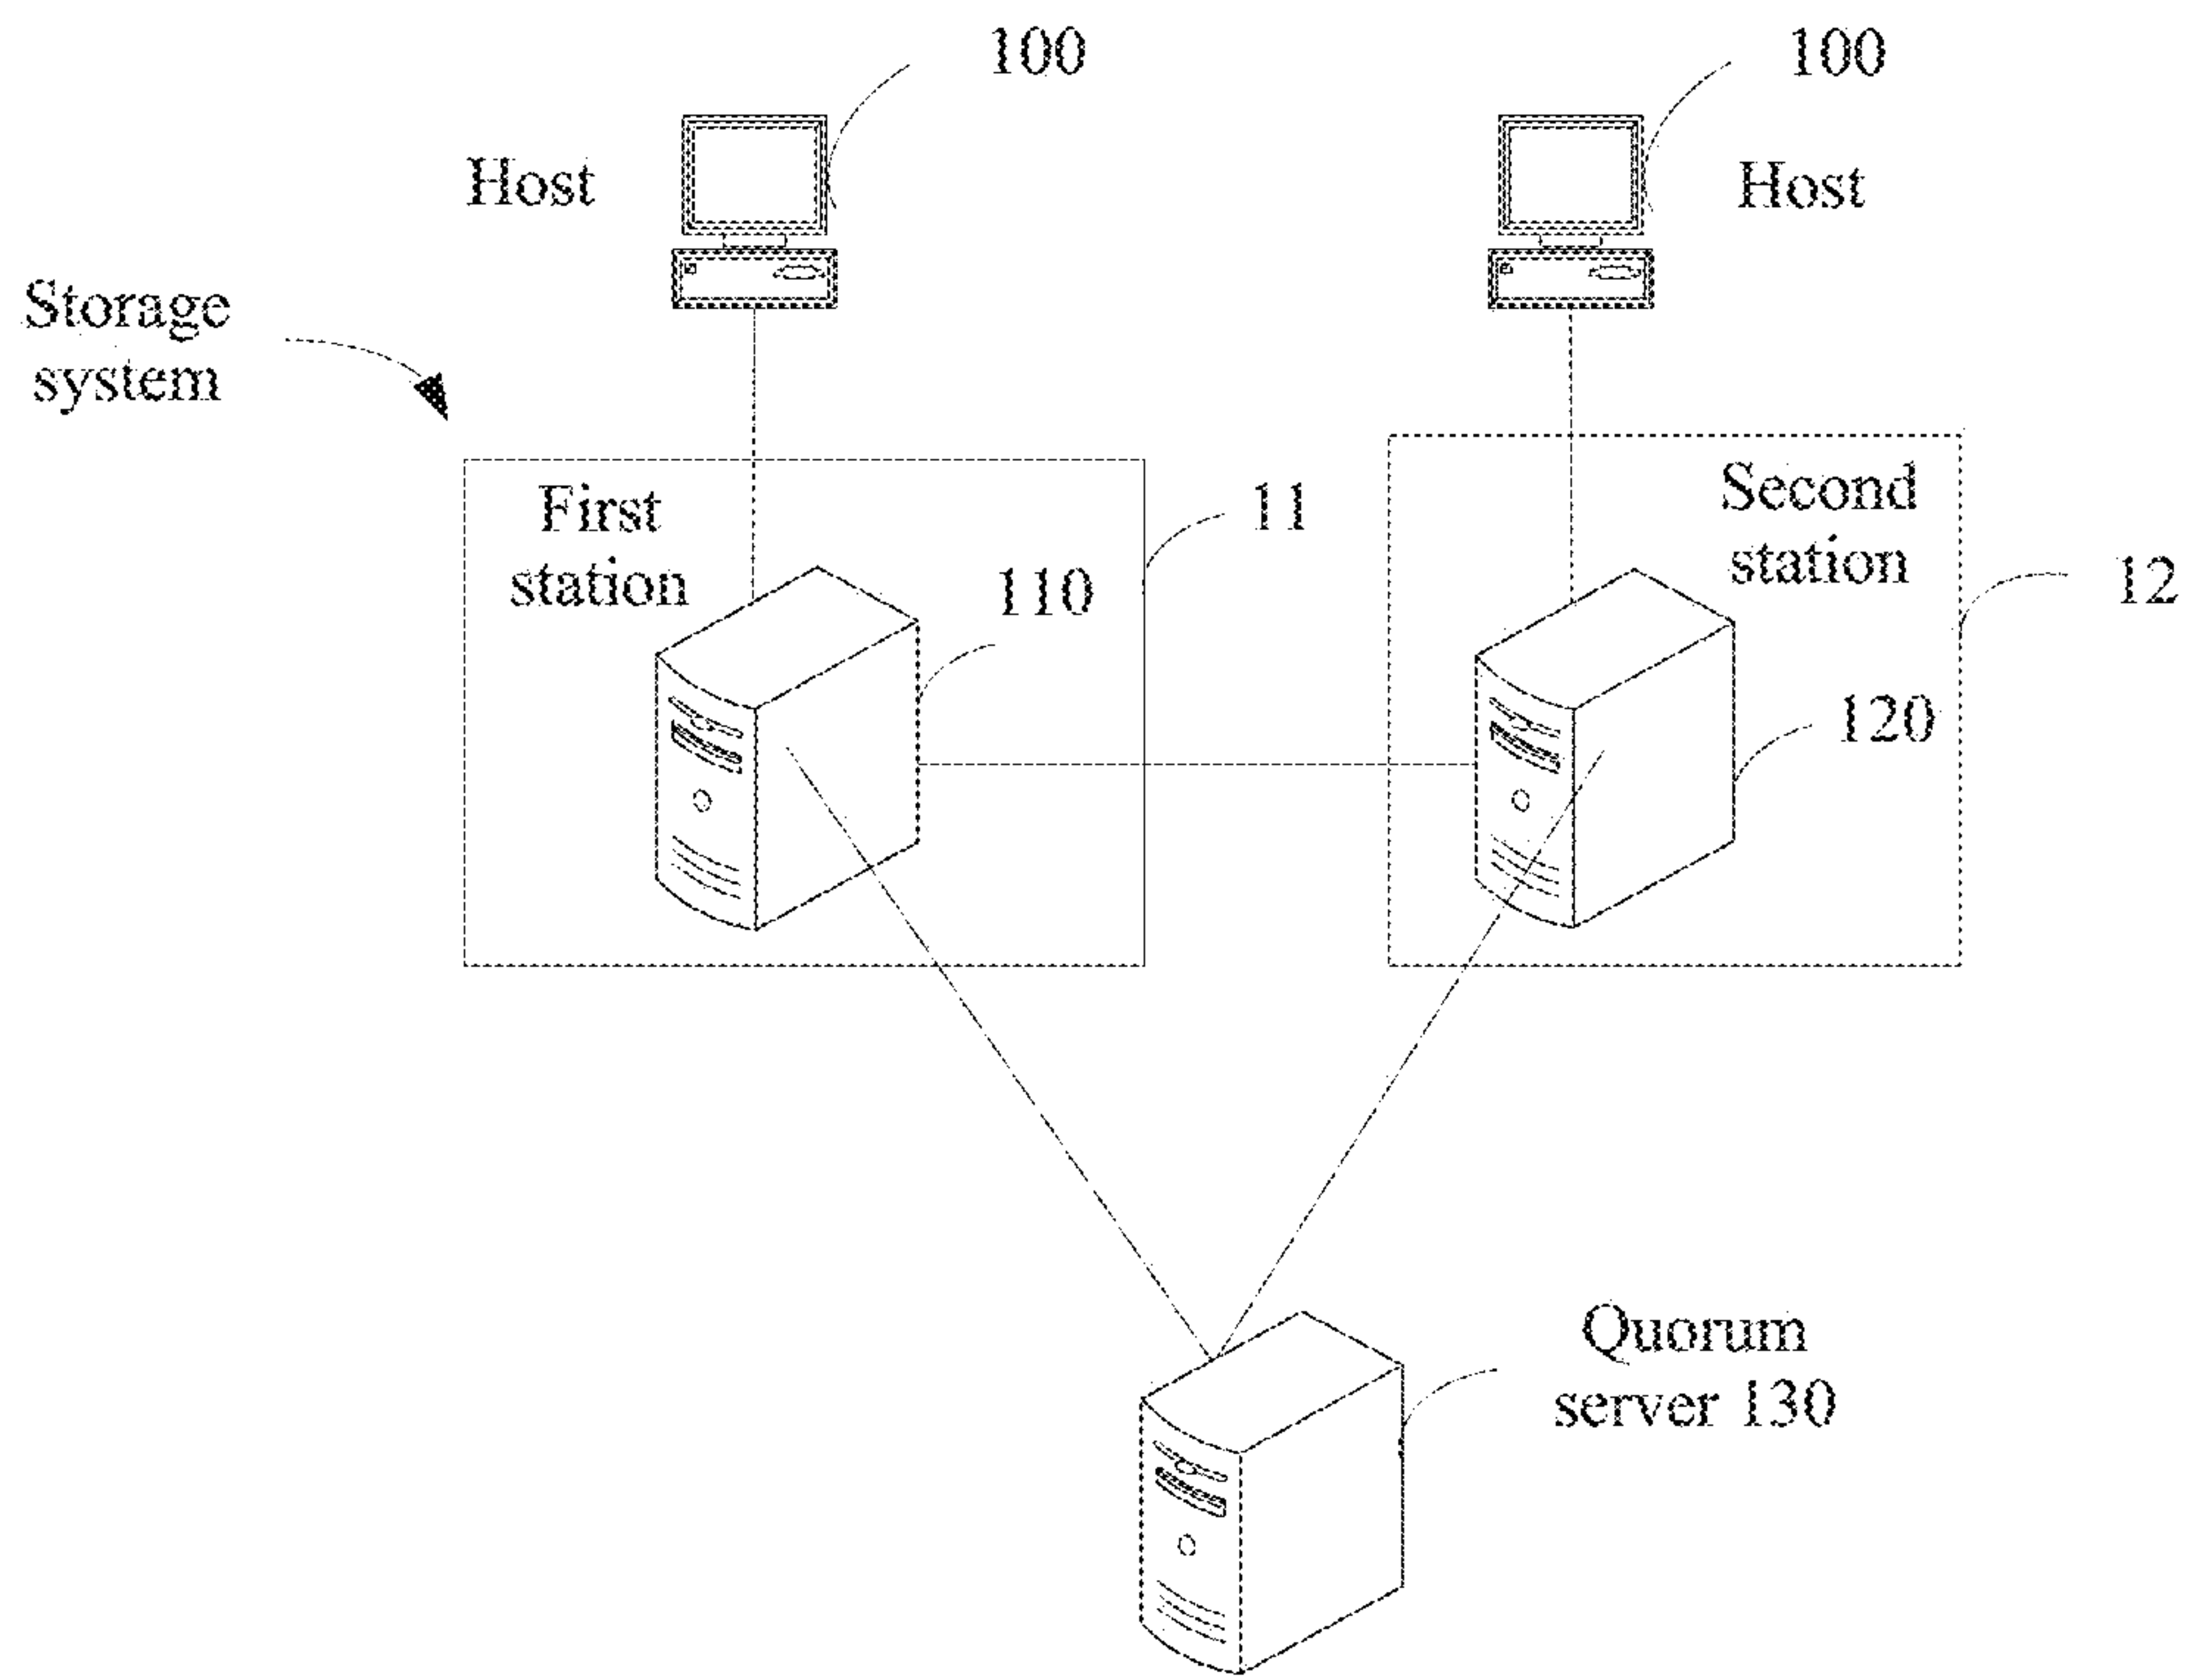 100
100
Host
Host
Storage
system
First
station
11
110
Second
station
12
120
Quorum
server 130